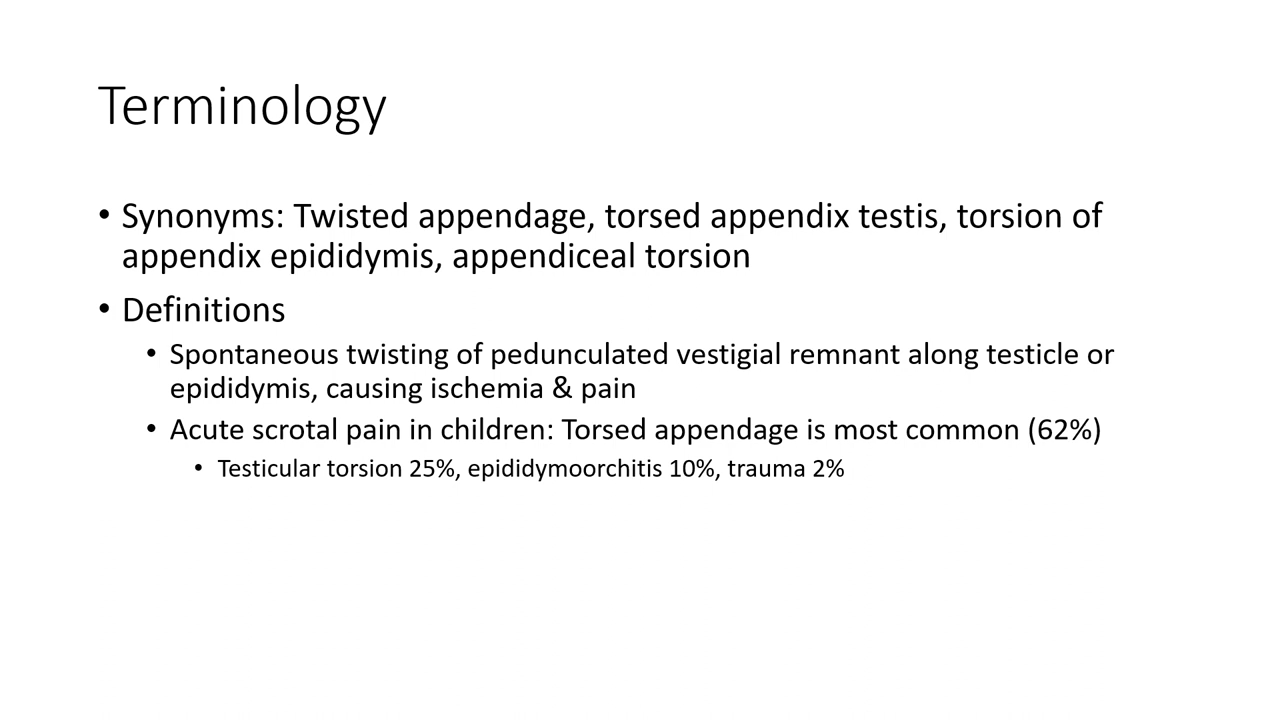 Terminology
• Synonyms: Twisted appendage, torsed appendix testis, torsion of
appendix epididymis, appendiceal torsion
• Definitions
• Spontaneous twisting of pedunculated vestigial remnant along testicle or
epididymis, causing ischemia & pain
• Acute scrotal pain in children: Torsed appendage is most common (62%)
• Testicular torsion 25%, epididymoorchitis 10%, trauma 2%